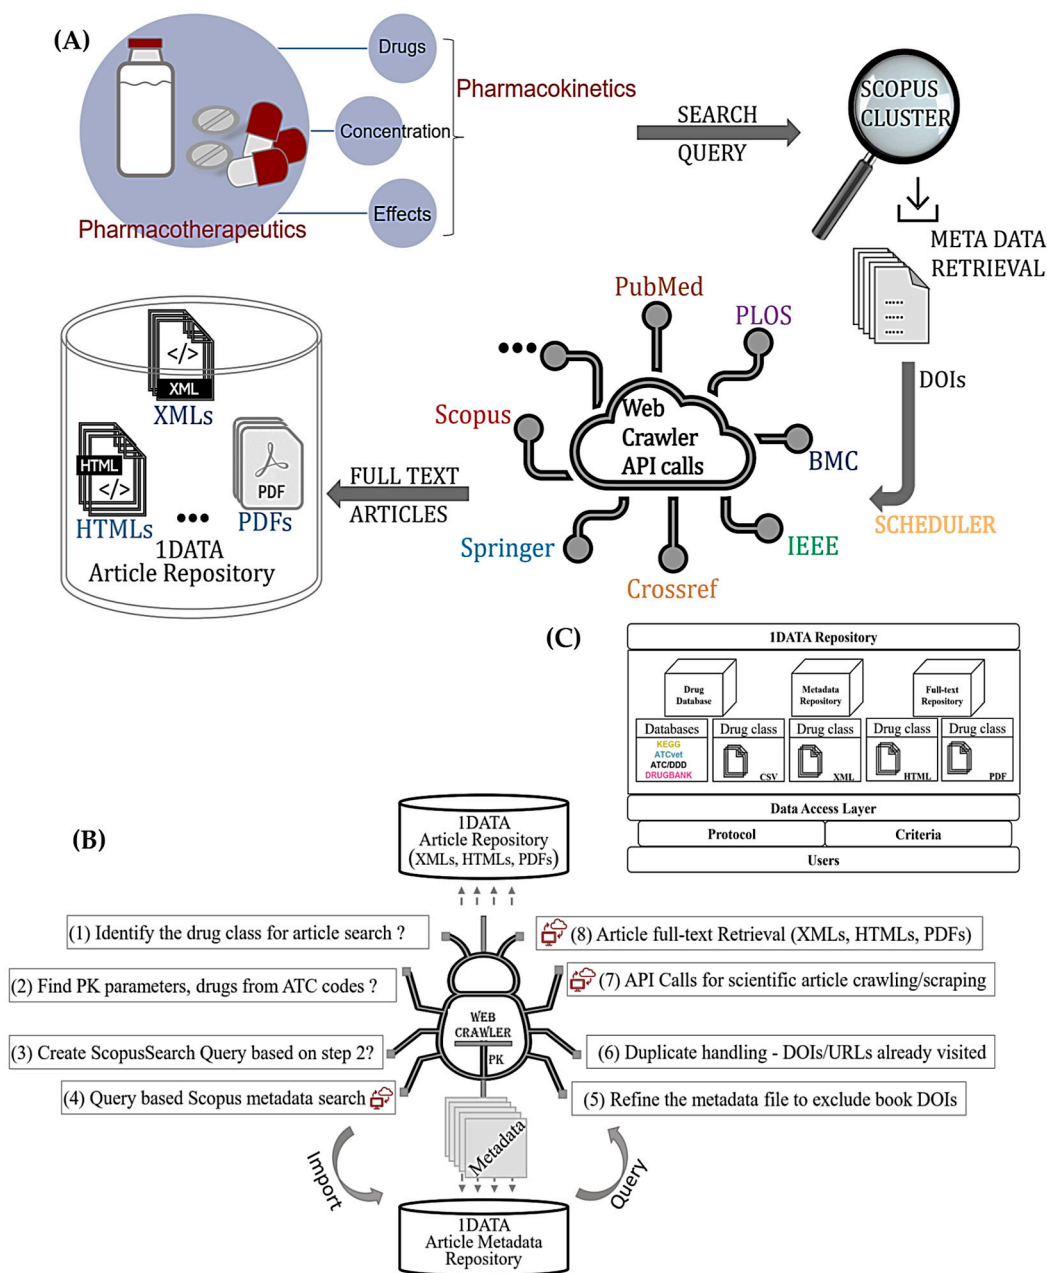 (A)
Drugs
Concentration
Effects
Pharmacotherapeutics
Pharmacokinetics
SEARCH
QUERY
SCOPUS
CLUSTER
META DATA
RETRIEVAL
DOIs
SCHEDULER
PubMed
PLOS
•••
Scopus
Web
Crawler
API calls
BMC
Springer
IEEE
Crossref
FULL TEXT
ARTICLES
</>
XML
XMLs
HTML
</>
HTMLs
PDF
PDFs
•••
1DATA
Article Repository
(C)
1DATA Repository
Drug
Database
Metadata
Repository
Full-text
Repository
Databases
KEGG
ATCvet
ATC/DDD
DRUGBANK
Drug class
CSV
Drug class
XML
Drug class
HTML
Drug class
PDF
Data Access Layer
Protocol
Criteria
Users
(B)
1DATA
Article Repository
(XMLs, HTMLs, PDFs)
(1) Identify the drug class for article search ?
(2) Find PK parameters, drugs from ATC codes ?
(3) Create ScopusSearch Query based on step 2?
(4) Query based Scopus metadata search
(8) Article full-text Retrieval (XMLs, HTMLs, PDFs)
(7) API Calls for scientific article crawling/scraping
(6) Duplicate handling - DOIs/URLs already visited
(5) Refine the metadata file to exclude book DOIs
WEB
CRAWLER
PK
Metadata
Import
Query
1DATA
Article Metadata
Repository